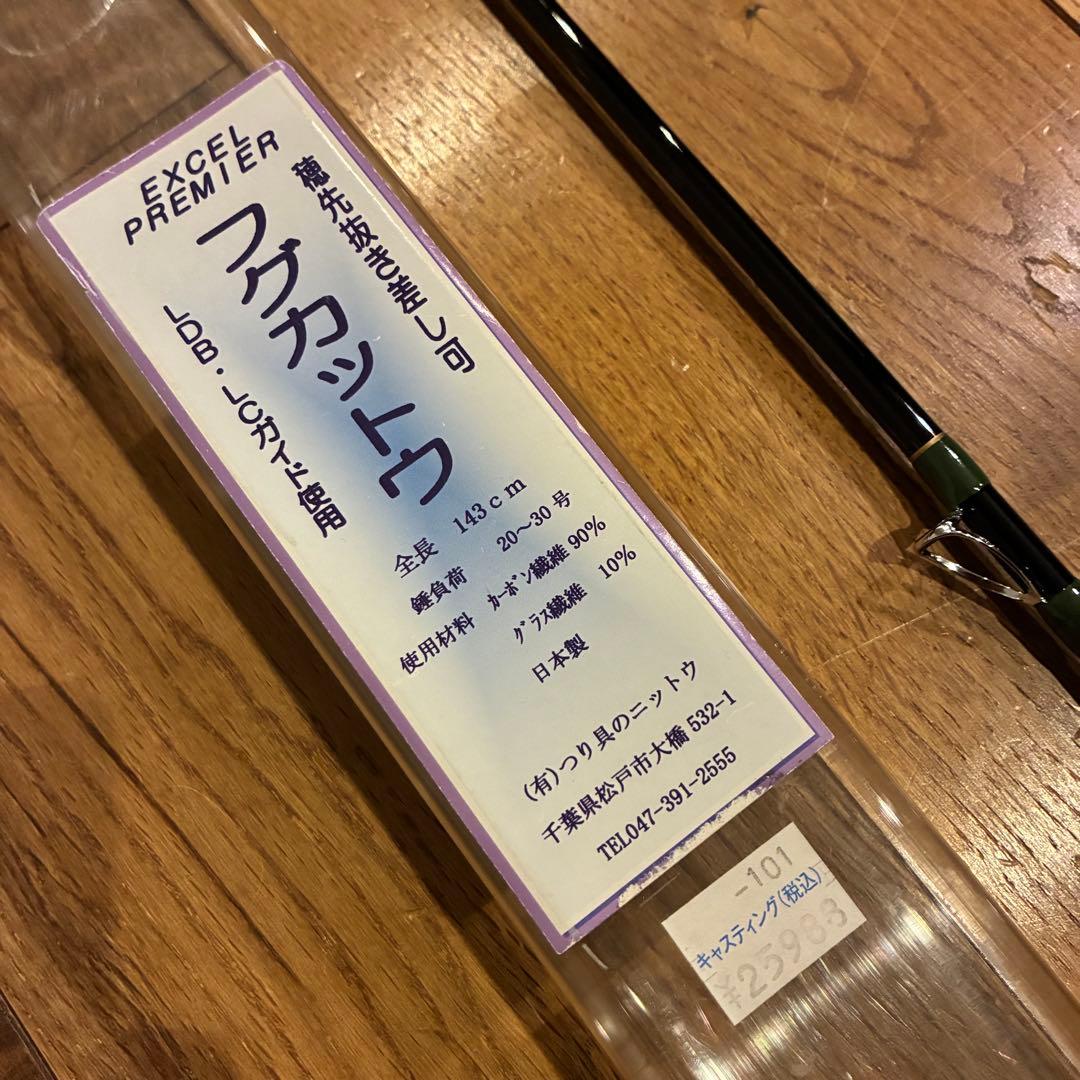 EXCEL
PREMIER
穂先抜き差し可
フグカットウ
LDB・LCガイド使用
全長 143cm
錘負荷 20〜30号
使用材料 ｶｰﾎﾞﾝ繊維 90%
ｸﾞﾗｽ繊維 10%
日本製
(有)つり具のニットウ
千葉県松戸市大橋 532-1
TEL047-391-2555
-101
キャスティング(税込)
¥25983